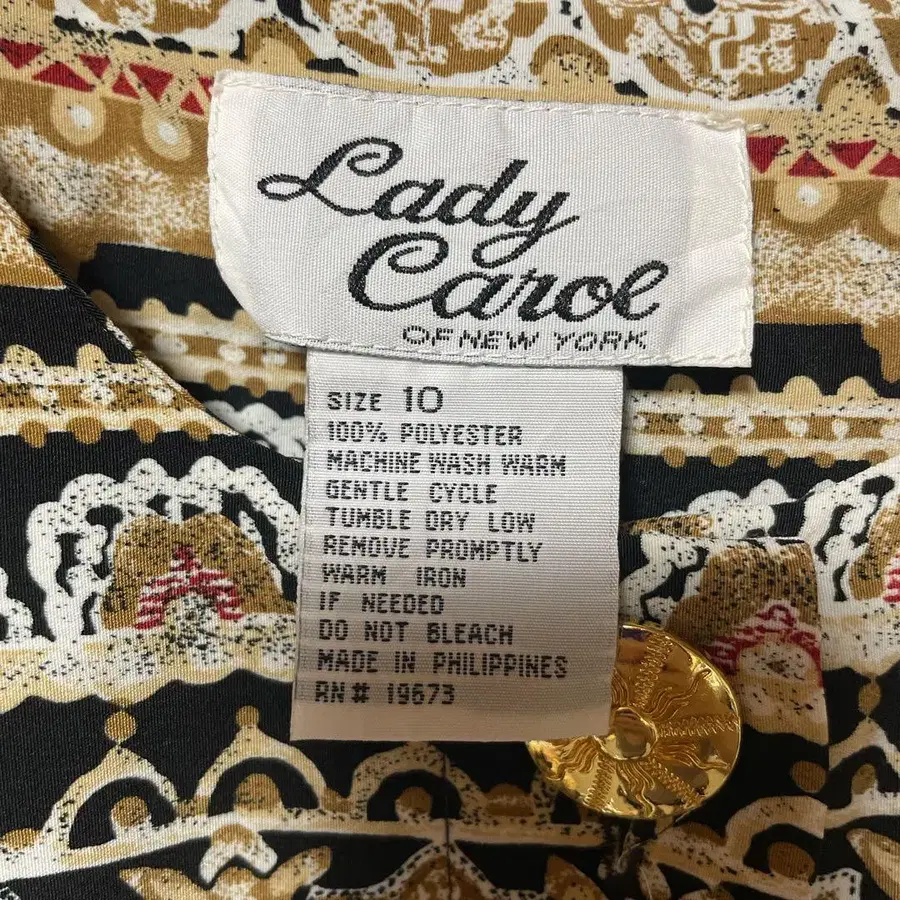 Lady
Carol
OF NEW YORK
SIZE 10
100% POLYESTER
MACHINE WASH WARM
GENTLE CYCLE
TUMBLE DRY LOW
REMOVE PROMPTLY
WARM IRON
IF NEEDED
DO NOT BLEACH
MADE IN PHILIPPINES
RN# 19673